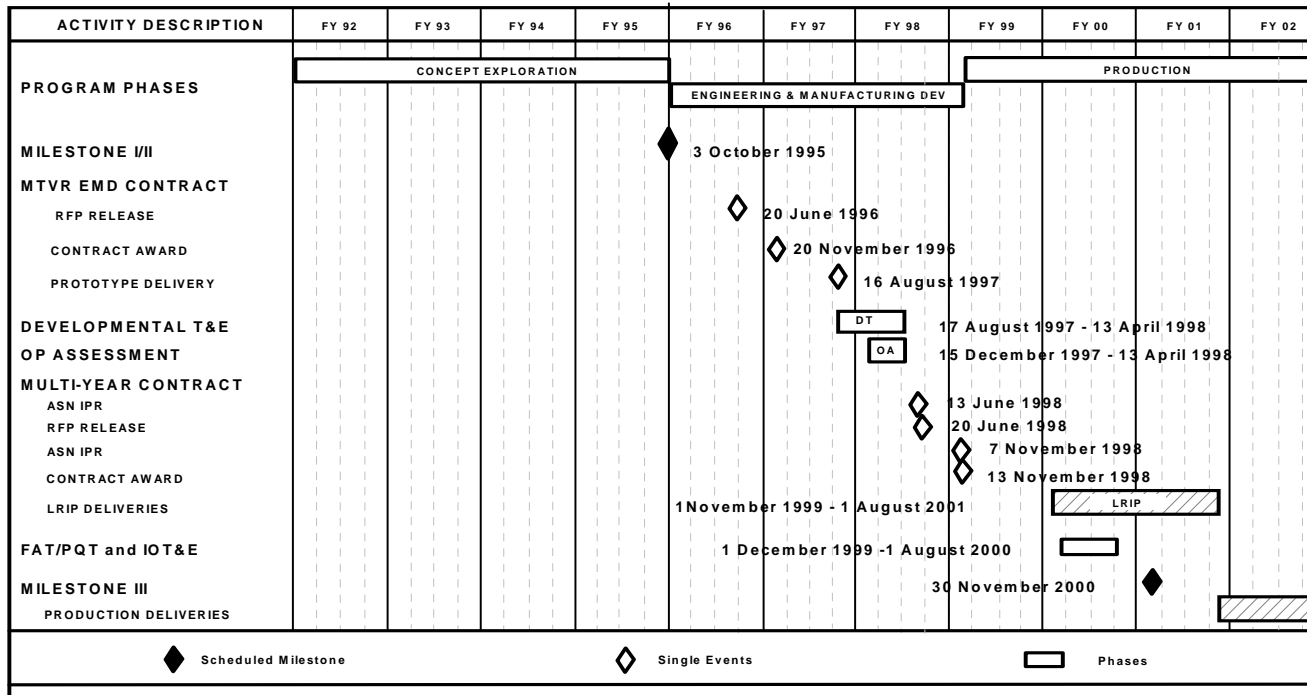 ACTIVITY DESCRIPTION FY 92 FY 93 FY 94 FY 95 FY 96 FY 97 FY 98 FY 99 FY 00 FY 01 FY 02
CONCEPT EXPLORATION PRODUCTION
PROGRAM PHASES ENGINEERING & MANUFACTURING DEV
MILESTONE I/II 3 October 1995
MTVR EMD CONTRACT
RFP RELEASE 20 June 1996
CONTRACT AWARD 20 November 1996
PROTOTYPE DELIVERY 16 August 1997
DEVELOPMENTAL T&E DT 17 August 1997 - 13 April 1998
OP ASSESSMENT OA 15 December 1997 - 13 April 1998
MULTI-YEAR CONTRACT
ASN IPR 13 June 1998
RFP RELEASE 20 June 1998
ASN IPR 7 November 1998
CONTRACT AWARD 13 November 1998
LRIP DELIVERIES 1November 1999 - 1 August 2001 LRIP
FAT/PQT and IOT&E 1 December 1999 -1 August 2000
MILESTONE III 30 November 2000
PRODUCTION DELIVERIES
Scheduled Milestone Single Events Phases